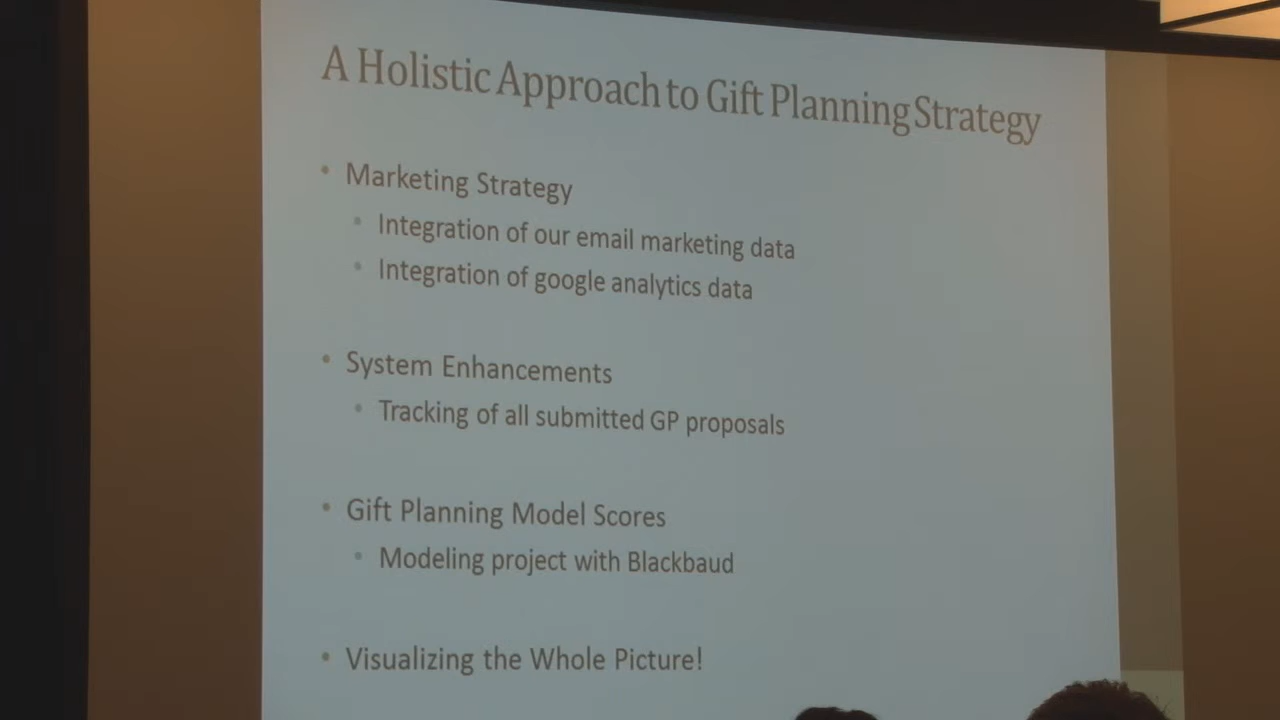 A Holistic Approach to Gift Planning Strategy
• Marketing Strategy
• Integration of our email marketing data
• Integration of google analytics data
• System Enhancements
• Tracking of all submitted GP proposals
• Gift Planning Model Scores
• Modeling project with Blackbaud
• Visualizing the Whole Picture!